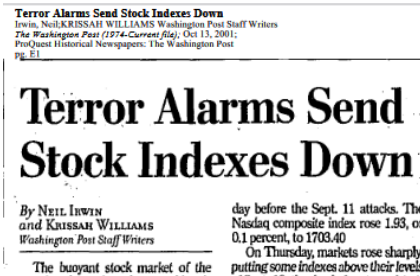 Terror Alarms Send Stock Indexes Down
Irwin, Neil;KRISSAH WILLIAMS Washington Post Staff Writers
The Washington Post (1974-Current file); Oct 13, 2001;
ProQuest Historical Newspapers: The Washington Post
pg. E1
Terror Alarms Send
Stock Indexes Down
By NEIL IRWIN
and KRISSAH WILLIAMS
Washington Post Staff Writers
The buoyant stock market of the
day before the Sept. 11 attacks. The
Nasdaq composite index rose 1.93, or
0.1 percent, to 1703.40
On Thursday, markets rose sharply
putting some indexes above their